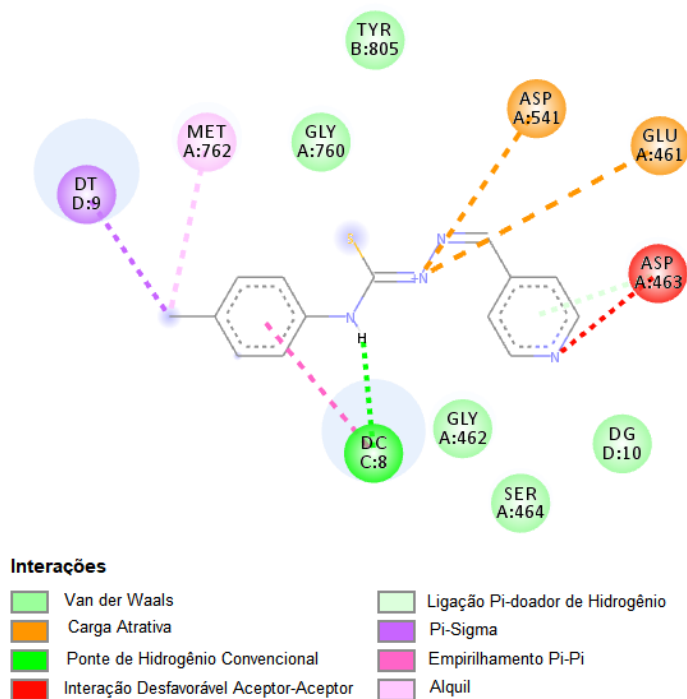 TYR
B:805
ASP
A:541
MET
A:762
GLY
A:760
GLU
A:461
DT
D:9
S
N
N
+N
ASP
A:463
N
H
N
GLY
A:462
DG
D:10
DC
C:8
SER
A:464
Interações
Van der Waals
Carga Atrativa
Ponte de Hidrogênio Convencional
Interação Desfavorável Aceptor-Aceptor
Ligação Pi-doador de Hidrogênio
Pi-Sigma
Empirilhamento Pi-Pi
Alquil